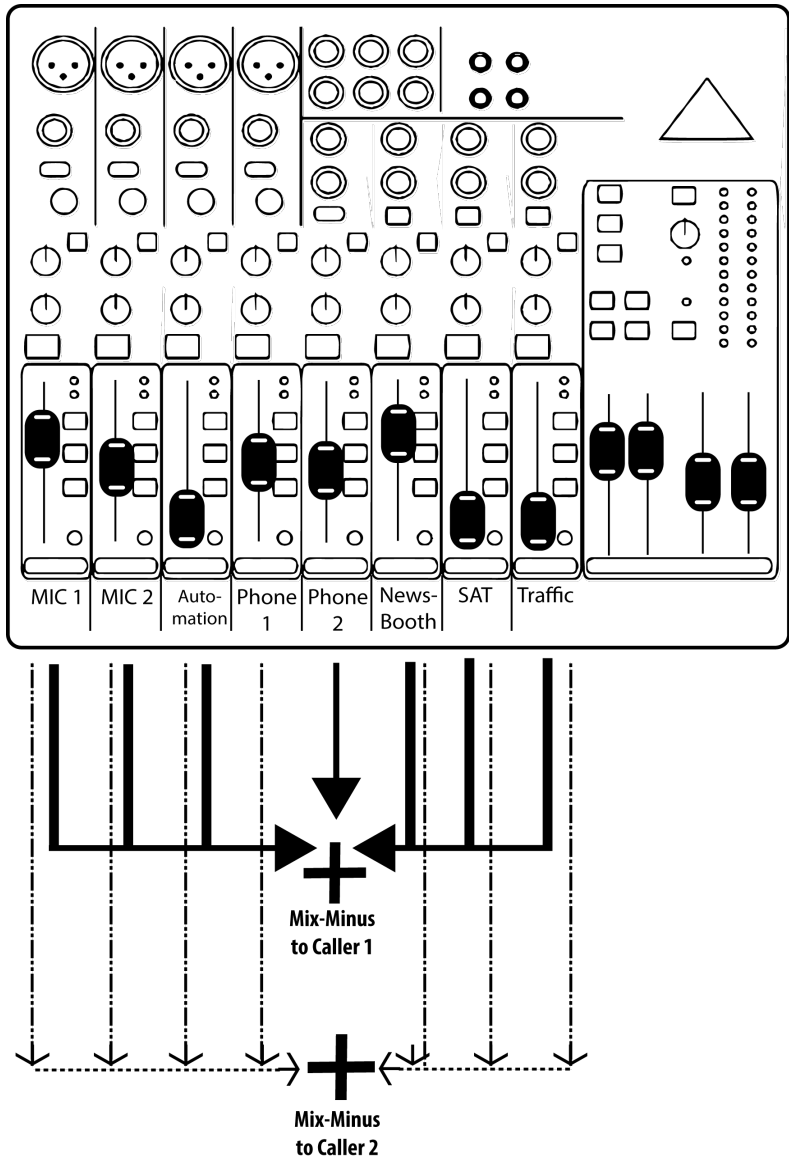 MIC 1
MIC 2
Auto-
mation
Phone
1
Phone
2
News-
Booth
SAT
Traffic
Mix-Minus
to Caller 1
Mix-Minus
to Caller 2